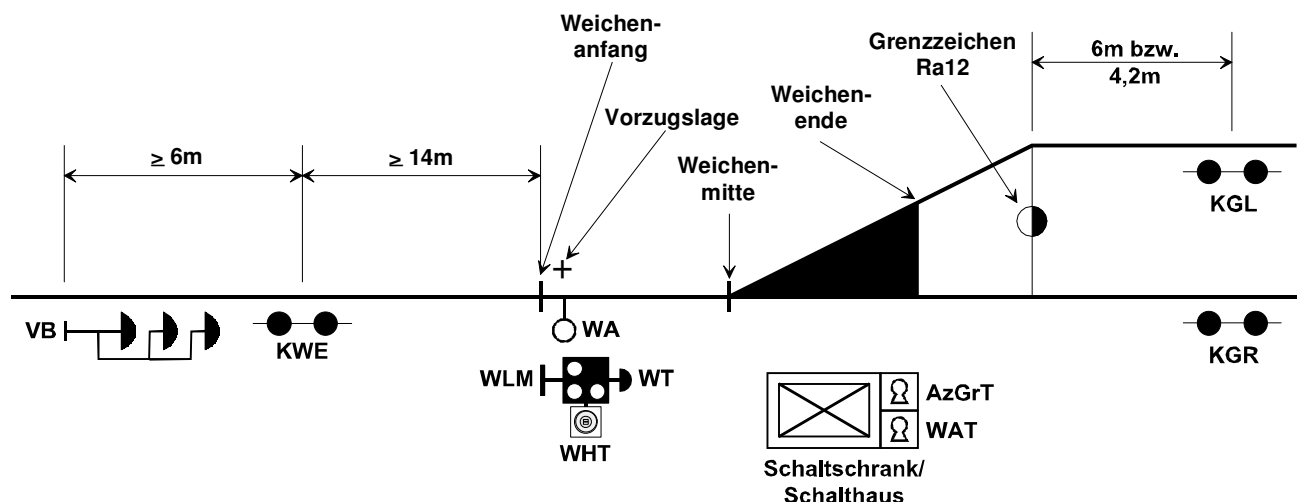 Weichen-
anfang
Grenzzeichen
Ra12
6m bzw.
4,2m
Vorzugslage
Weichen-
ende
≥ 6m
≥ 14m
Weichen-
mitte
KGL
+
VB
KWE
WA
KGR
WLM
WT
AzGrT
WHT
WAT
Schaltschrank/
Schalthaus